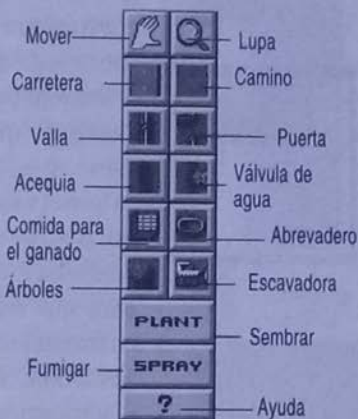 Mover
Lupa
Carretera
Camino
Valla
Puerta
Acequia
Válvula de
agua
Comida para
el ganado
Abrevadero
Árboles
Escavadora
PLANT
Sembrar
Fumigar
SPRAY
?
Ayuda